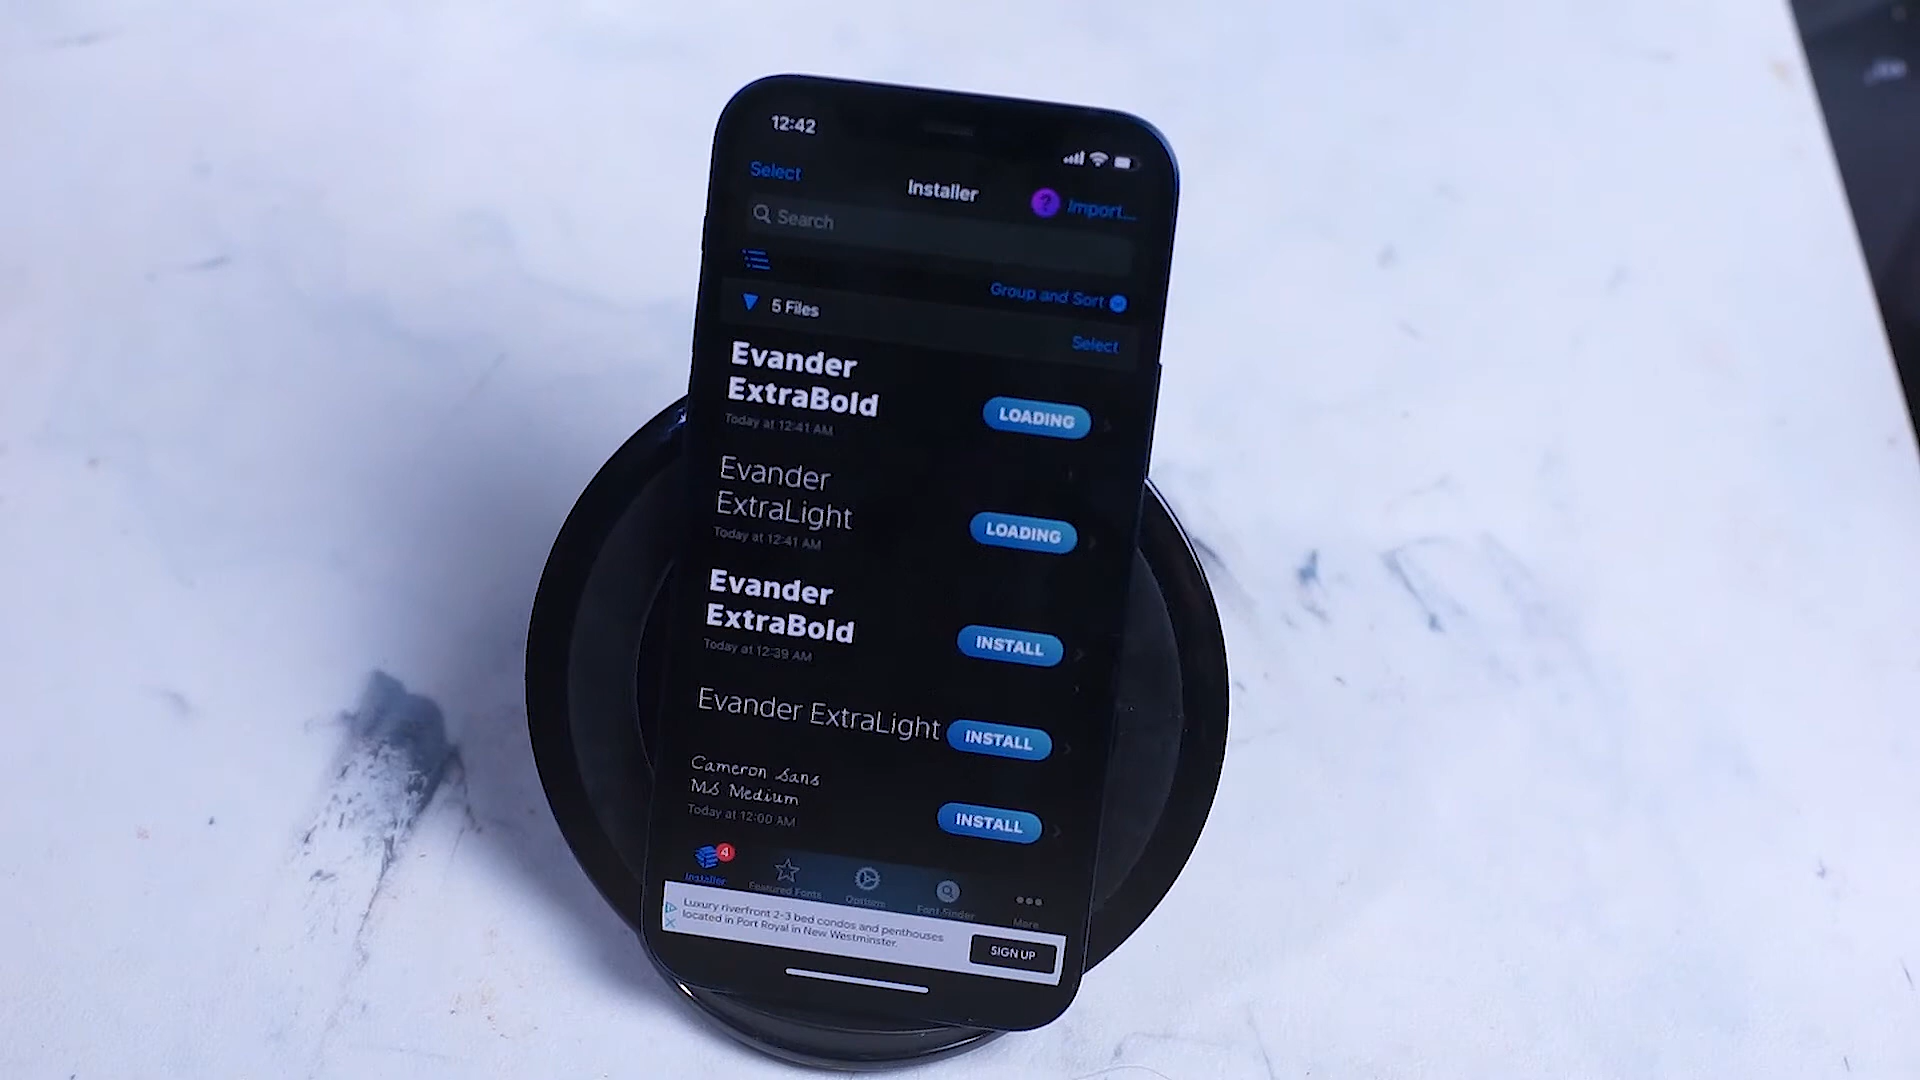 12:42
Select
Installer
? Import...
Search
Group and Sort
5 Files
Select
Evander
ExtraBold
Today at 12:41 AM
LOADING
Evander
ExtraLight
Today at 12:41 AM
LOADING
Evander
ExtraBold
Today at 12:39 AM
INSTALL
Evander ExtraLight
INSTALL
Cameron Sans
MS Medium
Today at 12:00 AM
INSTALL
4
Installer
Featured Fonts
Options
Font Finder
More
Luxury riverfront 2-3 bed condos and penthouses
located in Port Royal in New Westminster.
SIGN UP